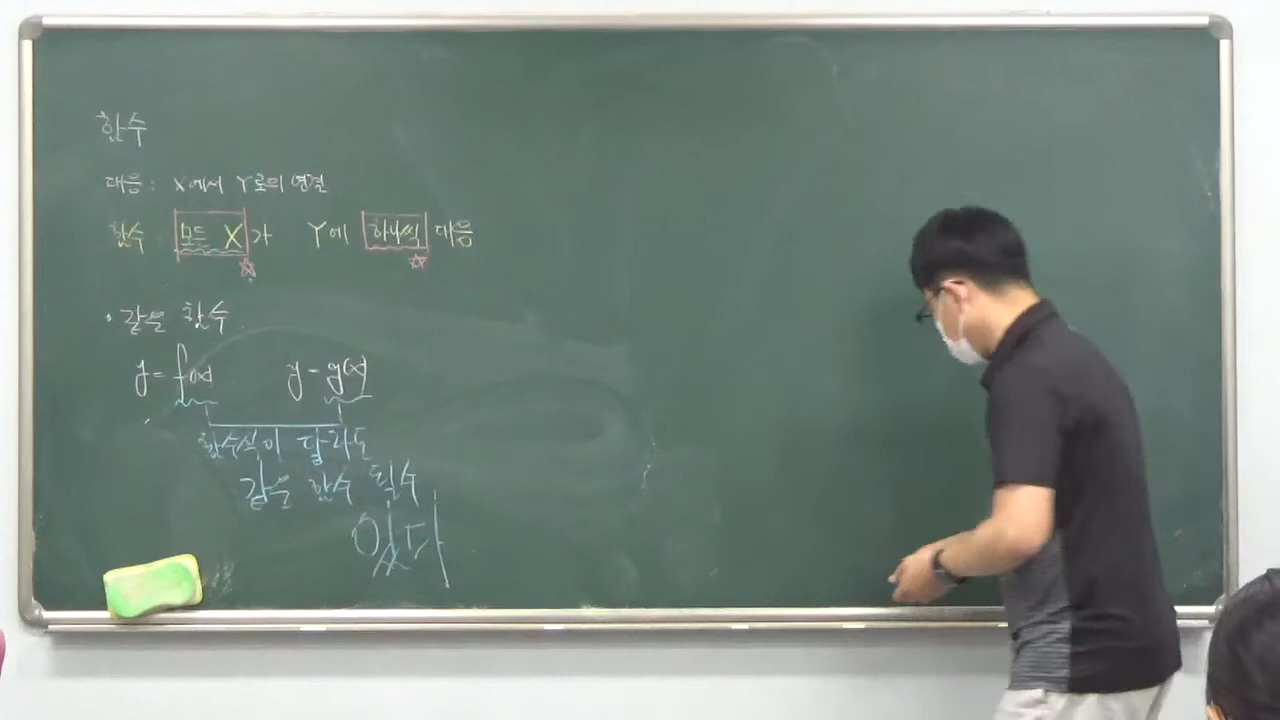 함수
대응 : X에서 Y로의 연결
함수 모든 X가 Y에 하나씩 대응
· 같은 함수
y = f(x) y = g(x)
함수식이 달라도
같은 함수 될수
있다